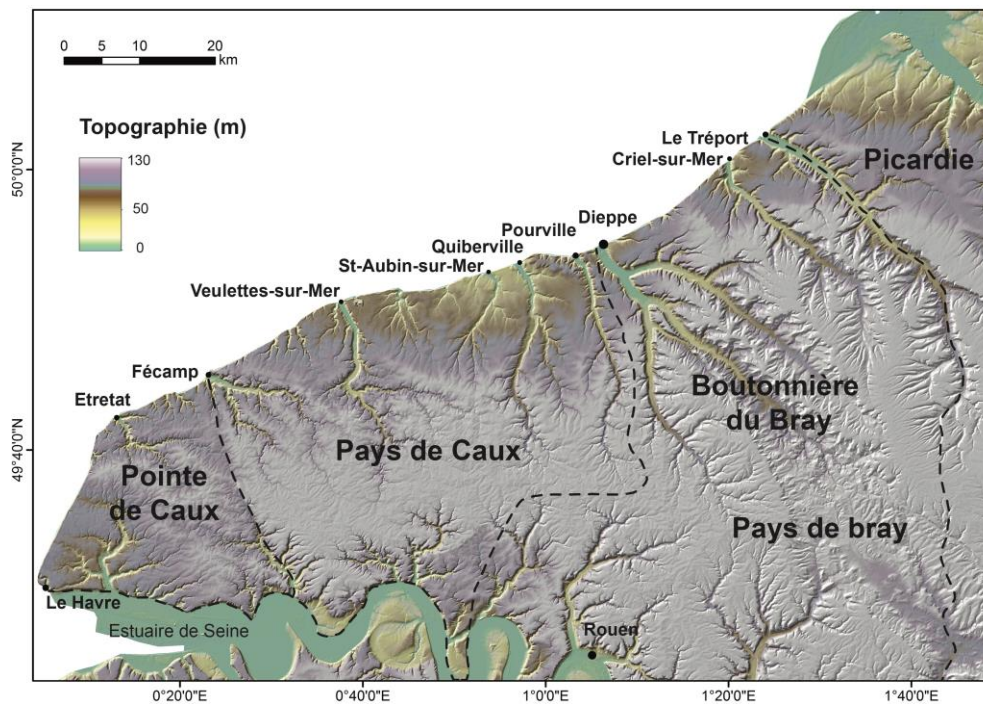 0 5 10 20
km
Topographie (m)
130
50
0
50°0'0"N
49°40'0"N
Le Tréport
Criel-sur-Mer
Picardie
Dieppe
Pourville
Quiberville
St-Aubin-sur-Mer
Veulettes-sur-Mer
Fécamp
Etretat
Boutonnière
du Bray
Pays de Caux
Pointe
de Caux
Pays de bray
Le Havre
Estuaire de Seine
Rouen
0°20'0"E 0°40'0"E 1°0'0"E 1°20'0"E 1°40'0"E